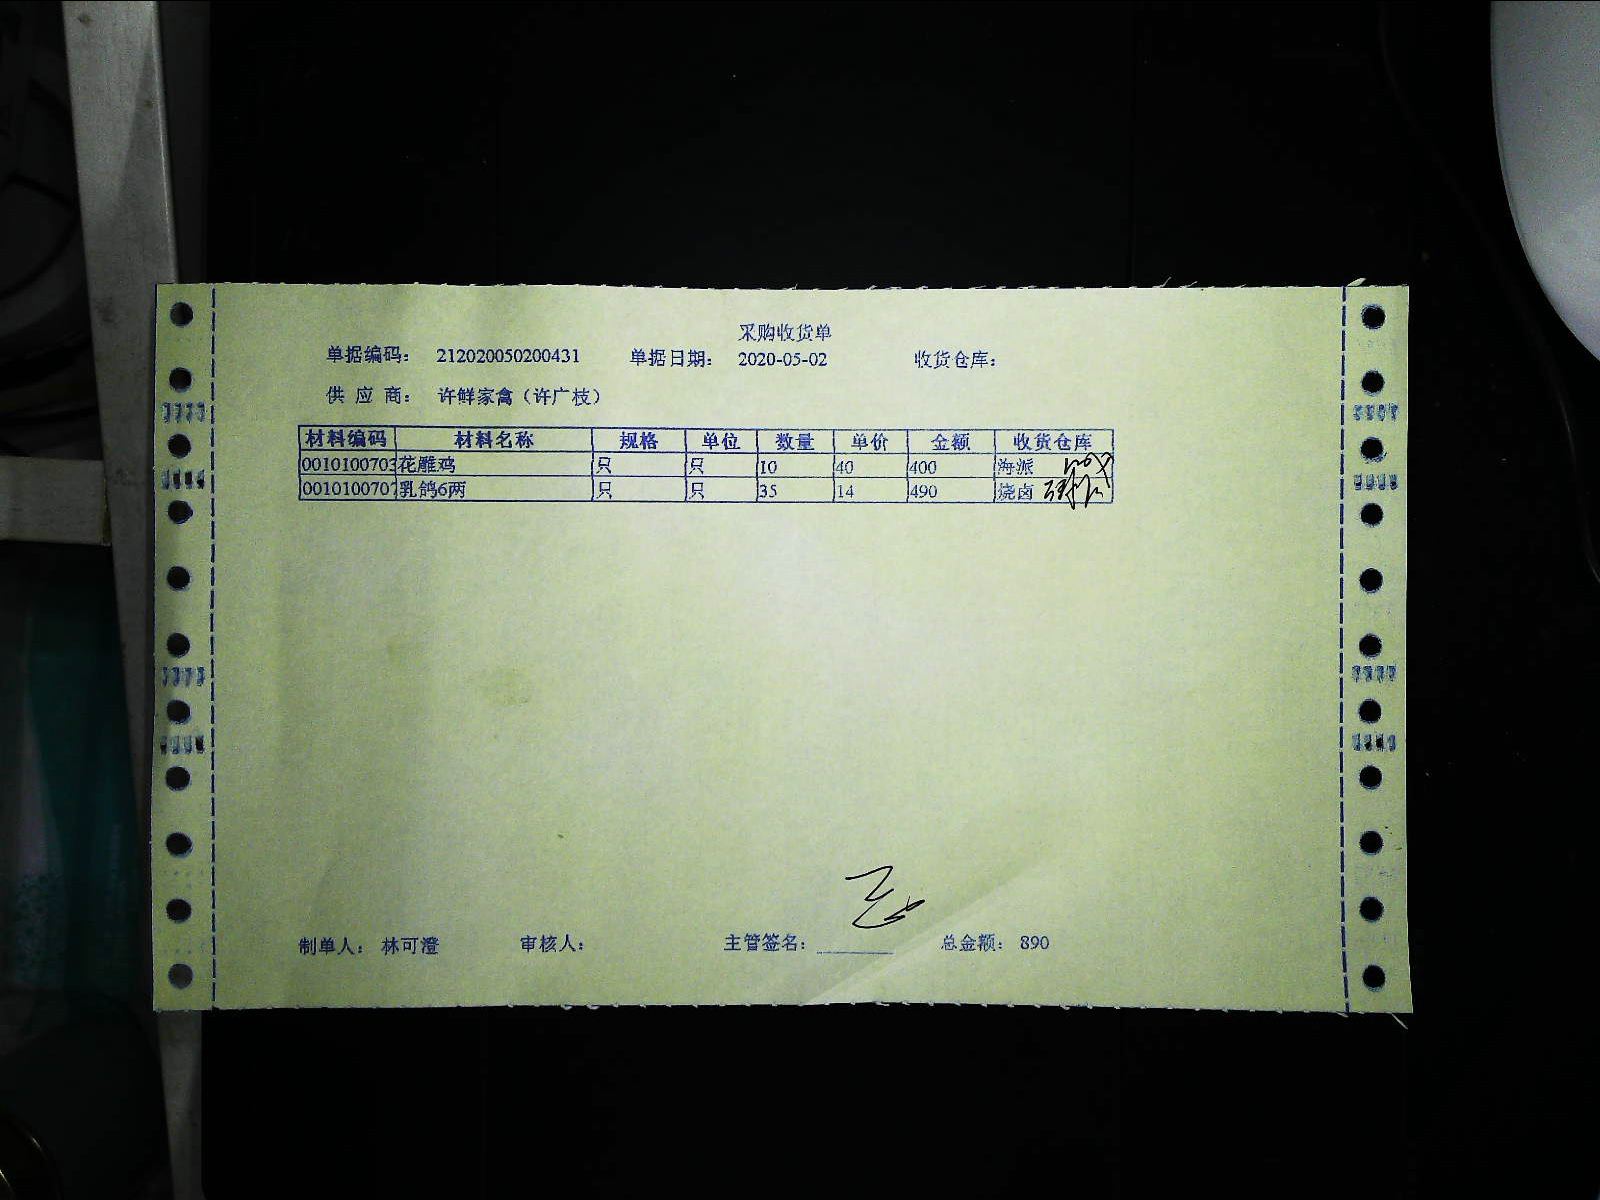 采购收货单
单据编码： 212020050200431 单据日期： 2020-05-02 收货仓库：
供 应 商： 许鲜家禽（许广枝）
材料编码 材料名称 规格 单位 数量 单价 金额 收货仓库
0010100703 花雕鸡 只 只 10 40 400 海派
0010100707 乳鸽6两 只 只 35 14 490 烧卤
制单人： 林可澄 审核人： 主管签名： 总金额： 890